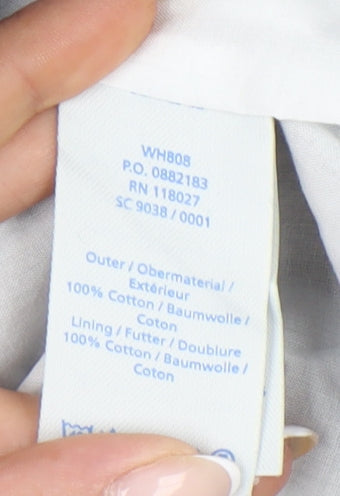 WH808
P.O. 0882183
RN 118027
SC 9038 / 0001
Outer / Obermaterial /
Extérieur
100% Cotton / Baumwolle /
Coton
Lining / Futter / Doublure
100% Cotton / Baumwolle /
Coton